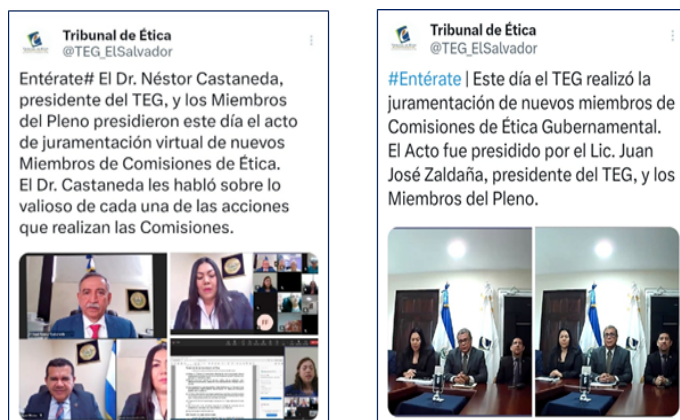 Tribunal de Ética
@TEG_ElSalvador
Entérate# El Dr. Néstor Castaneda,
presidente del TEG, y los Miembros
del Pleno presidieron este día el acto
de juramentación virtual de nuevos
Miembros de Comisiones de Ética.
El Dr. Castaneda les habló sobre lo
valioso de cada una de las acciones
que realizan las Comisiones.
Tribunal de Ética
@TEG_ElSalvador
#Entérate | Este día el TEG realizó la
juramentación de nuevos miembros de
Comisiones de Ética Gubernamental.
El Acto fue presidido por el Lic. Juan
José Zaldaña, presidente del TEG, y los
Miembros del Pleno.